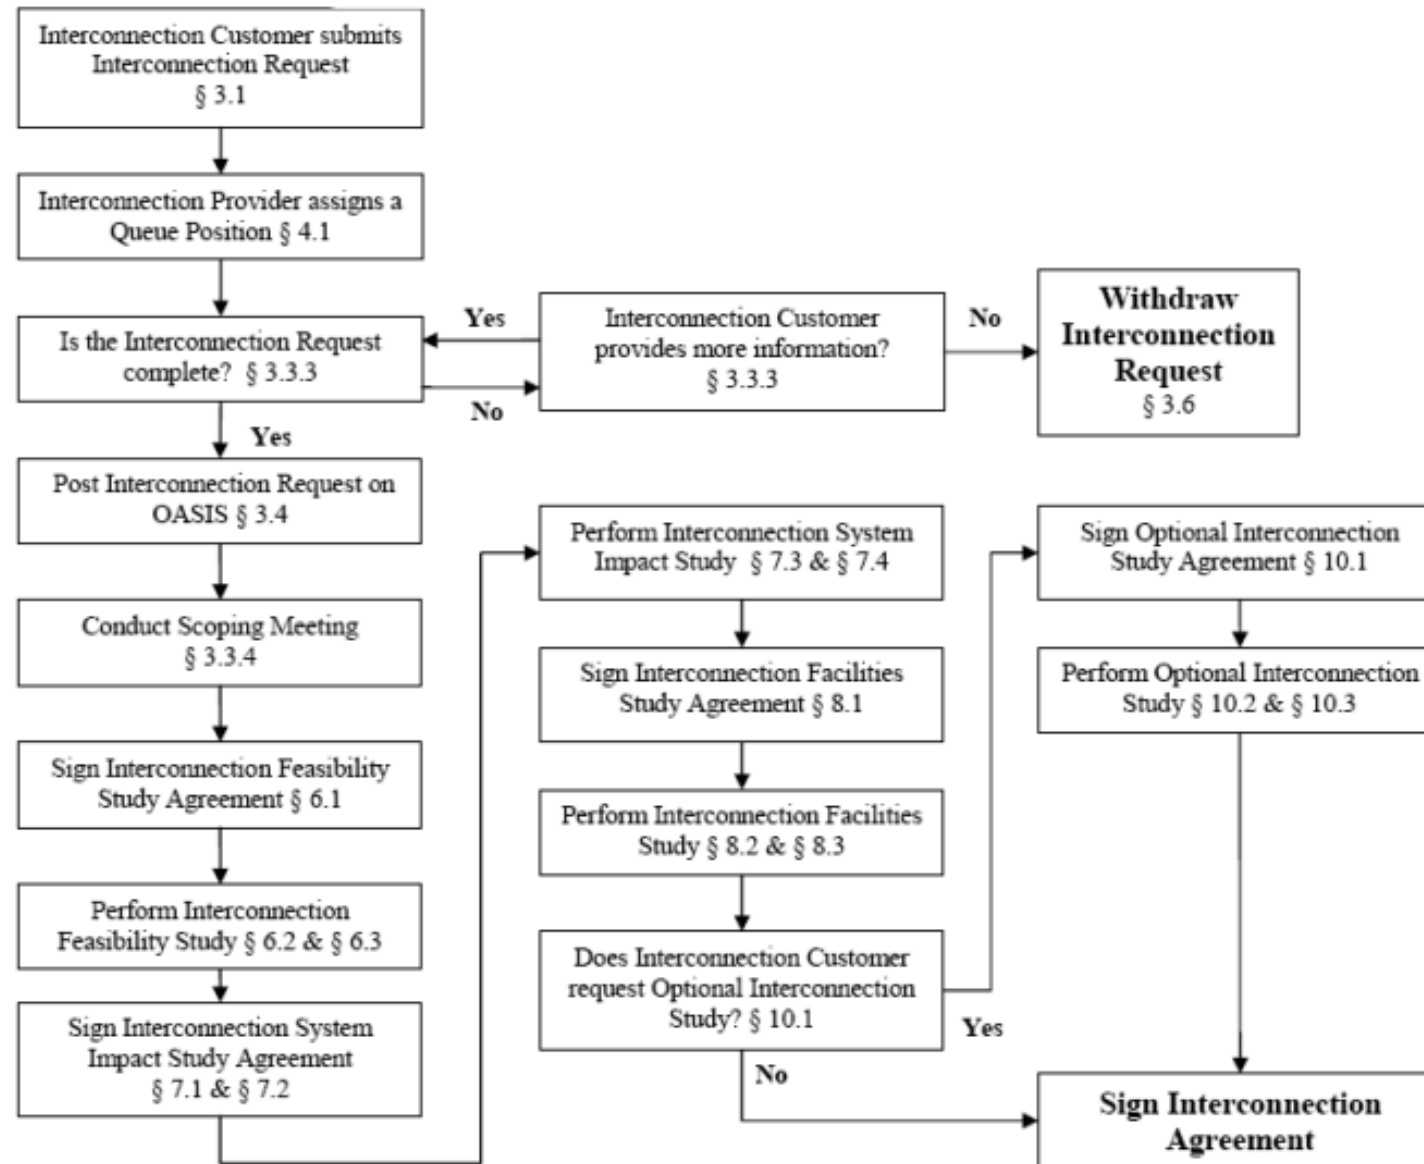 Interconnection Customer submits
Interconnection Request
§ 3.1
Interconnection Provider assigns a
Queue Position § 4.1
Is the Interconnection Request
complete? § 3.3.3
Yes
No
Interconnection Customer
provides more information?
§ 3.3.3
No
Withdraw
Interconnection
Request
§ 3.6
Yes
Post Interconnection Request on
OASIS § 3.4
Conduct Scoping Meeting
§ 3.3.4
Sign Interconnection Feasibility
Study Agreement § 6.1
Perform Interconnection
Feasibility Study § 6.2 & § 6.3
Sign Interconnection System
Impact Study Agreement
§ 7.1 & § 7.2
Perform Interconnection System
Impact Study § 7.3 & § 7.4
Sign Interconnection Facilities
Study Agreement § 8.1
Perform Interconnection Facilities
Study § 8.2 & § 8.3
Does Interconnection Customer
request Optional Interconnection
Study? § 10.1
Yes
No
Sign Optional Interconnection
Study Agreement § 10.1
Perform Optional Interconnection
Study § 10.2 & § 10.3
Sign Interconnection
Agreement